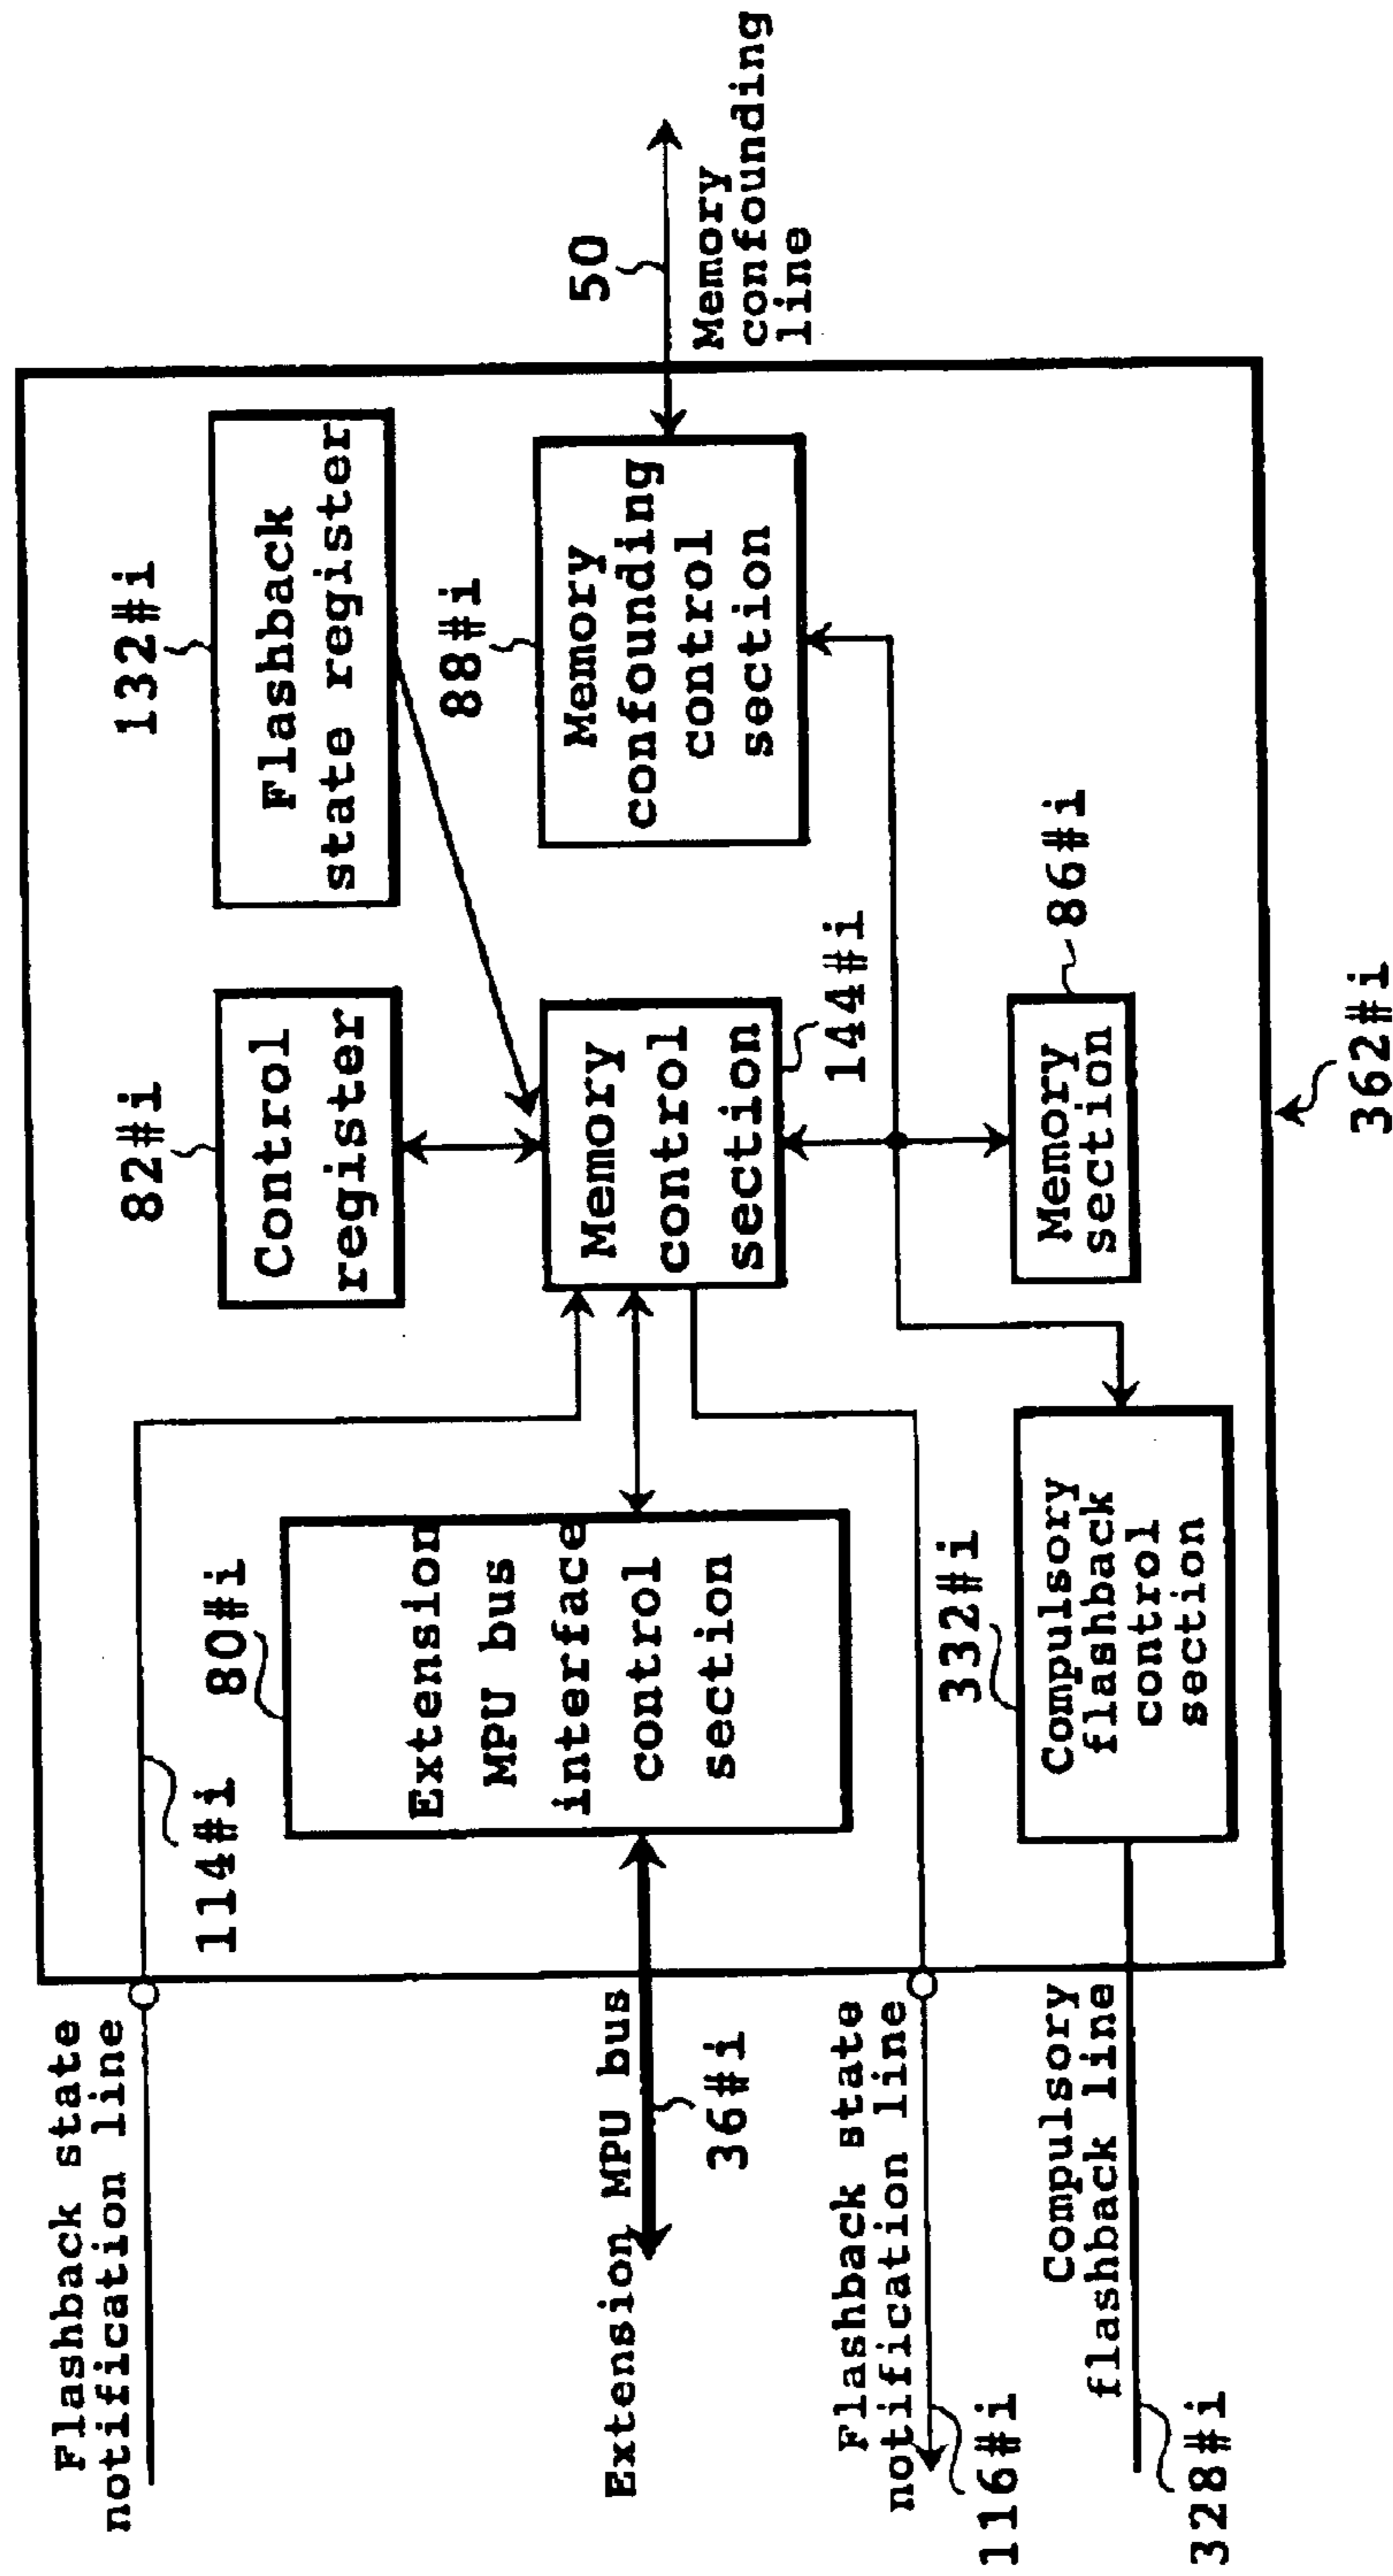 Flashback state
notification line
114#i
Extension MPU bus
36#i
Flashback state
notification line
116#i
Compulsory
flashback line
328#i
80#i
Extension
MPU bus
interface
control
section
332#i
Compulsory
flashback
control
section
82#i
Control
register
Memory
control
section
144#i
Memory
section
86#i
132#i
Flashback
state register
88#i
Memory
confounding
control
section
50
Memory
confounding
line
362#i